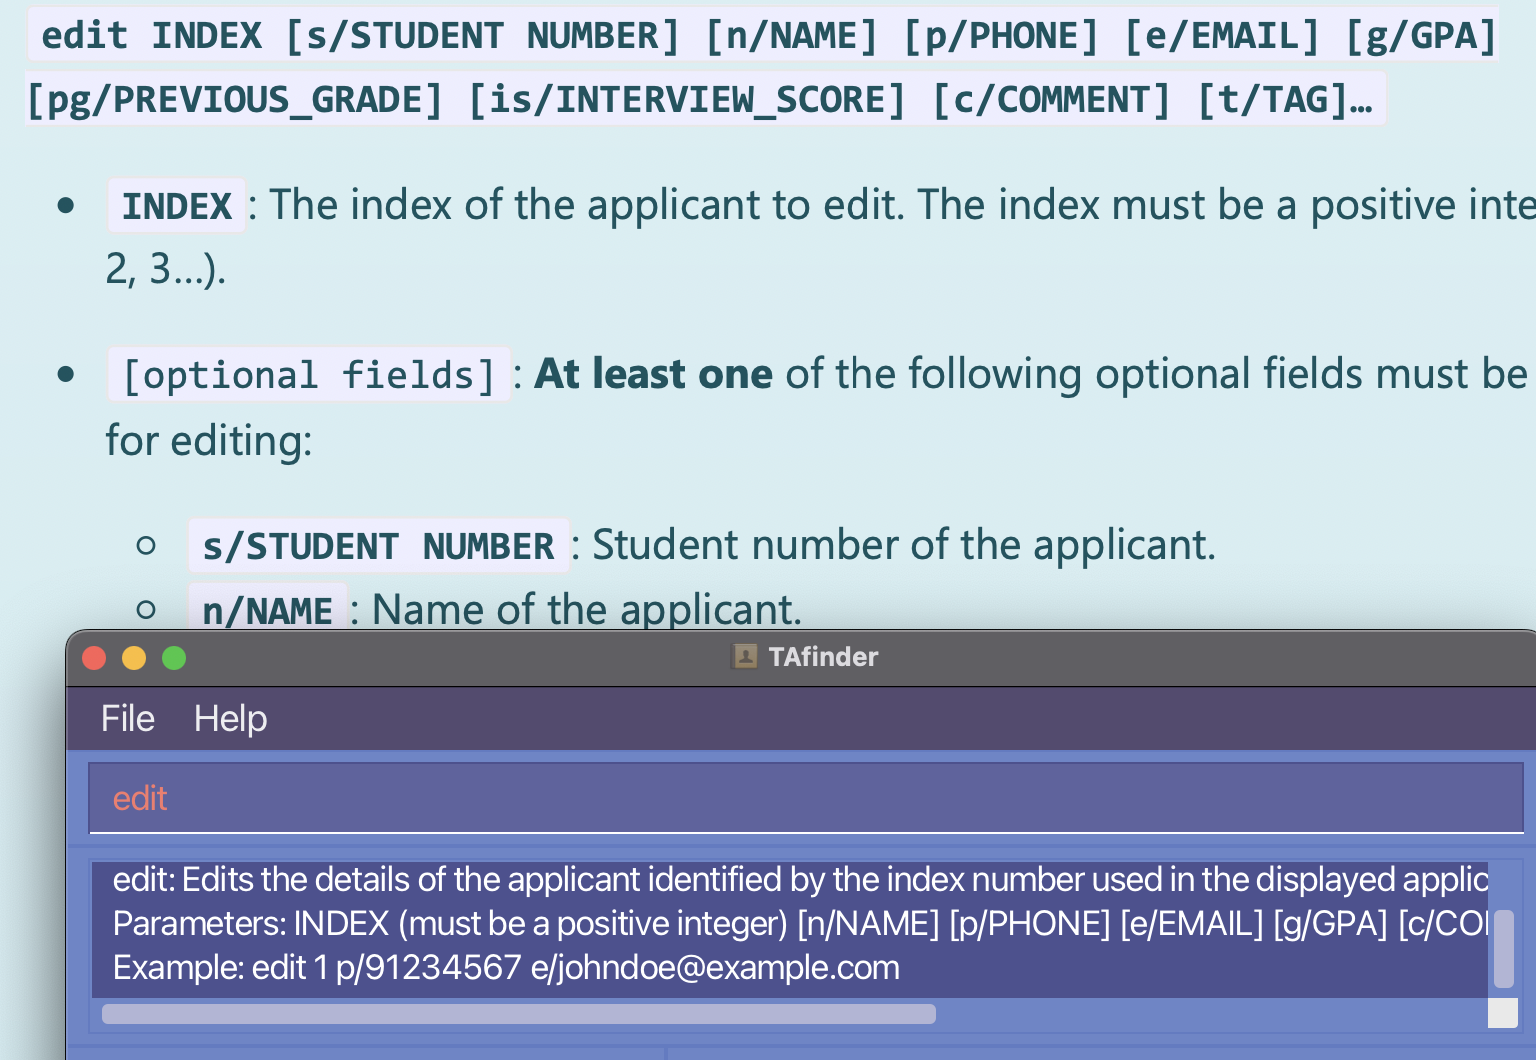 edit INDEX [s/STUDENT NUMBER] [n/NAME] [p/PHONE] [e/EMAIL] [g/GPA]
[pg/PREVIOUS_GRADE] [is/INTERVIEW_SCORE] [c/COMMENT] [t/TAG]…
INDEX: The index of the applicant to edit. The index must be a positive
2, 3…).
[optional fields]: At least one of the following optional fields must be
for editing:
s/STUDENT NUMBER: Student number of the applicant.
n/NAME: Name of the applicant.
TAfinder
File Help
edit
edit: Edits the details of the applicant identified by the index number used in the displayed
Parameters: INDEX (must be a positive integer) [n/NAME] [p/PHONE] [e/EMAIL] [g/GPA]
Example: edit 1 p/91234567 e/johndoe@example.com